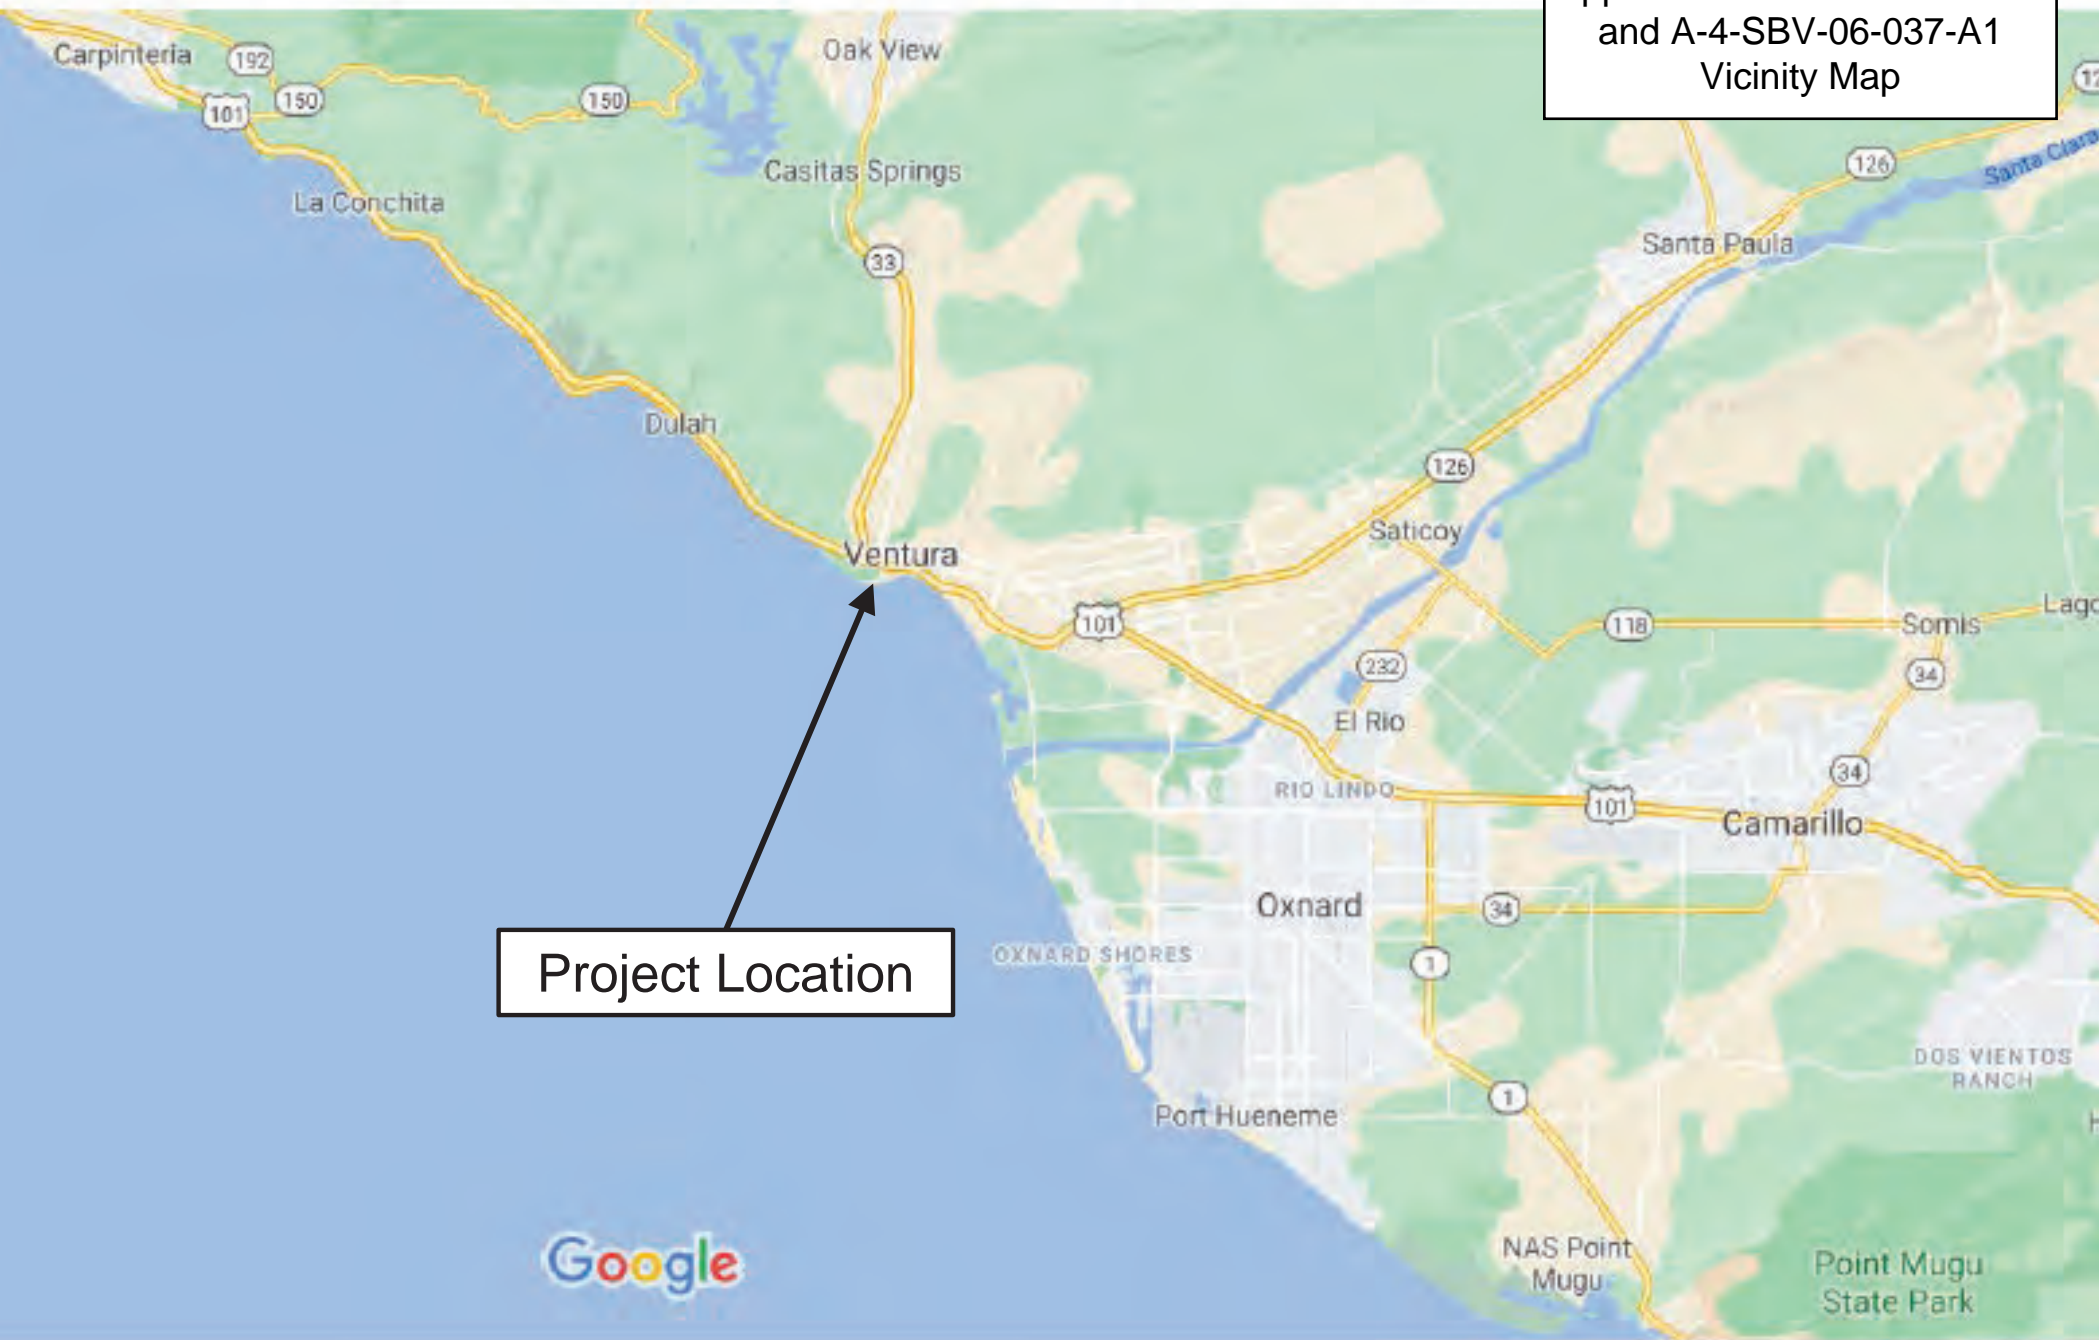 and A-4-SBV-06-037-A1
Vicinity Map
Carpinteria
192
Oak View
150
150
101
126
Santa Clara
Casitas Springs
La Conchita
33
Santa Paula
Dulah
126
Saticoy
Ventura
101
118
Somis
232
34
El Rio
34
RIO LINDO
101
Camarillo
Oxnard
34
OXNARD SHORES
1
Project Location
DOS VIENTOS
RANCH
1
Port Hueneme
NAS Point
Mugu
Point Mugu
State Park
Google